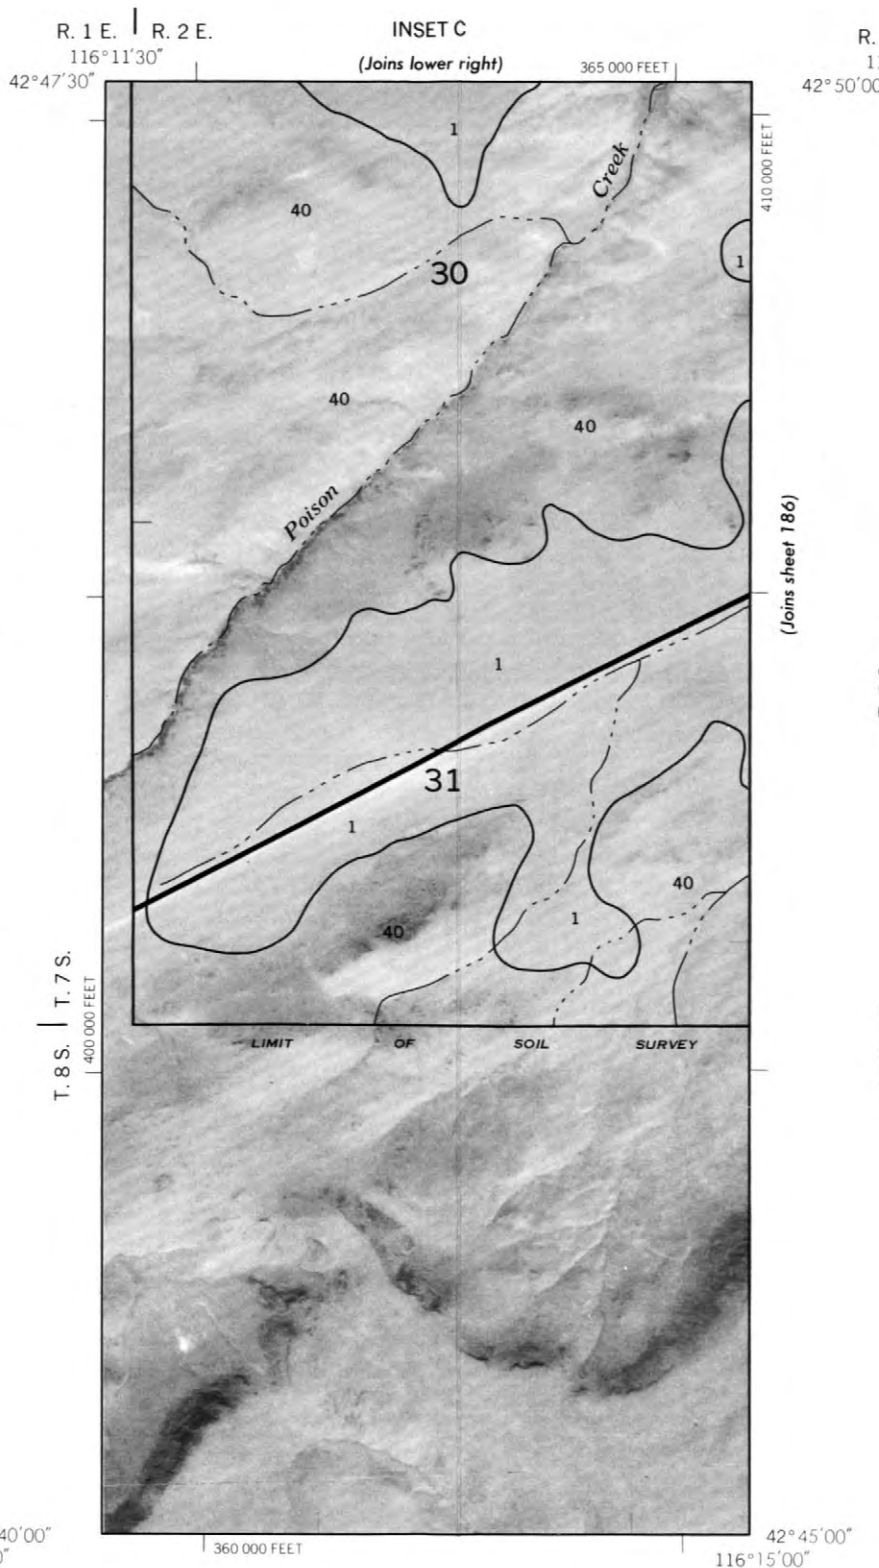 R. 1 E. | R. 2 E.
INSET C
R.
116°11'30"
(Joins lower right)
365 000 FEET
42°47'30"
42°50'00
1
410 000 FEET
Creek
40
1
30
40
40
Poison
(Joins sheet 186)
1
31
1
40
1
40
T. 8 S. | T. 7 S.
400 000 FEET
LIMIT OF SOIL SURVEY
40'00"
360 000 FEET
42°45'00"
116°15'00"